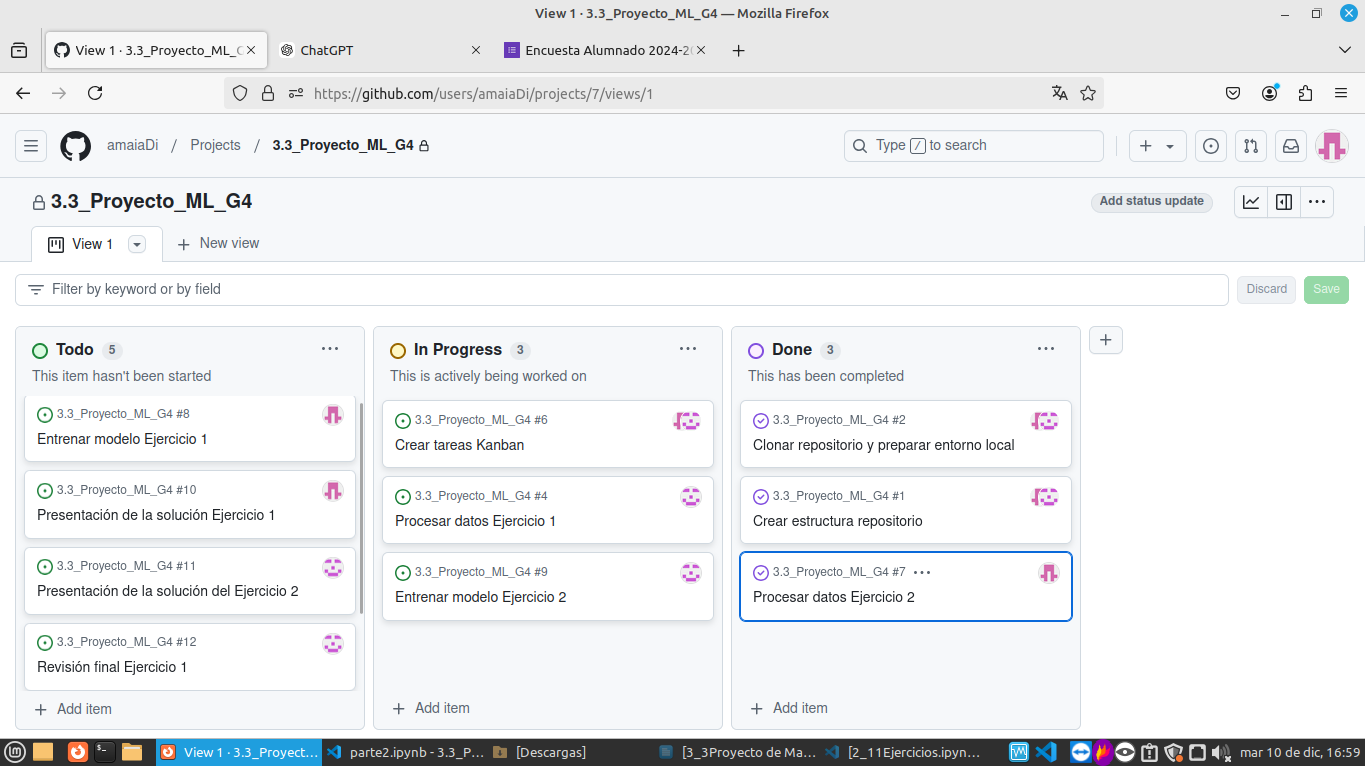 View 1 · 3.3_Proyecto_ML_G4 — Mozilla Firefox
View 1 · 3.3_Proyecto_ML_G
ChatGPT
Encuesta Alumnado 2024-20
https://github.com/users/amaiaDi/projects/7/views/1
amaiaDi / Projects / 3.3_Proyecto_ML_G4
Type / to search
3.3_Proyecto_ML_G4
Add status update
View 1
New view
Filter by keyword or by field
Discard
Save
Todo 5
This item hasn't been started
3.3_Proyecto_ML_G4 #8
Entrenar modelo Ejercicio 1
3.3_Proyecto_ML_G4 #10
Presentación de la solución Ejercicio 1
3.3_Proyecto_ML_G4 #11
Presentación de la solución del Ejercicio 2
3.3_Proyecto_ML_G4 #12
Revisión final Ejercicio 1
Add item
In Progress 3
This is actively being worked on
3.3_Proyecto_ML_G4 #6
Crear tareas Kanban
3.3_Proyecto_ML_G4 #4
Procesar datos Ejercicio 1
3.3_Proyecto_ML_G4 #9
Entrenar modelo Ejercicio 2
Add item
Done 3
This has been completed
3.3_Proyecto_ML_G4 #2
Clonar repositorio y preparar entorno local
3.3_Proyecto_ML_G4 #1
Crear estructura repositorio
3.3_Proyecto_ML_G4 #7
Procesar datos Ejercicio 2
Add item
View 1 · 3.3_Proyect...
parte2.ipynb - 3.3_P...
[Descargas]
[3_3Proyecto de Ma...
[2_11Ejercicios.ipyn...
mar 10 de dic, 16:59